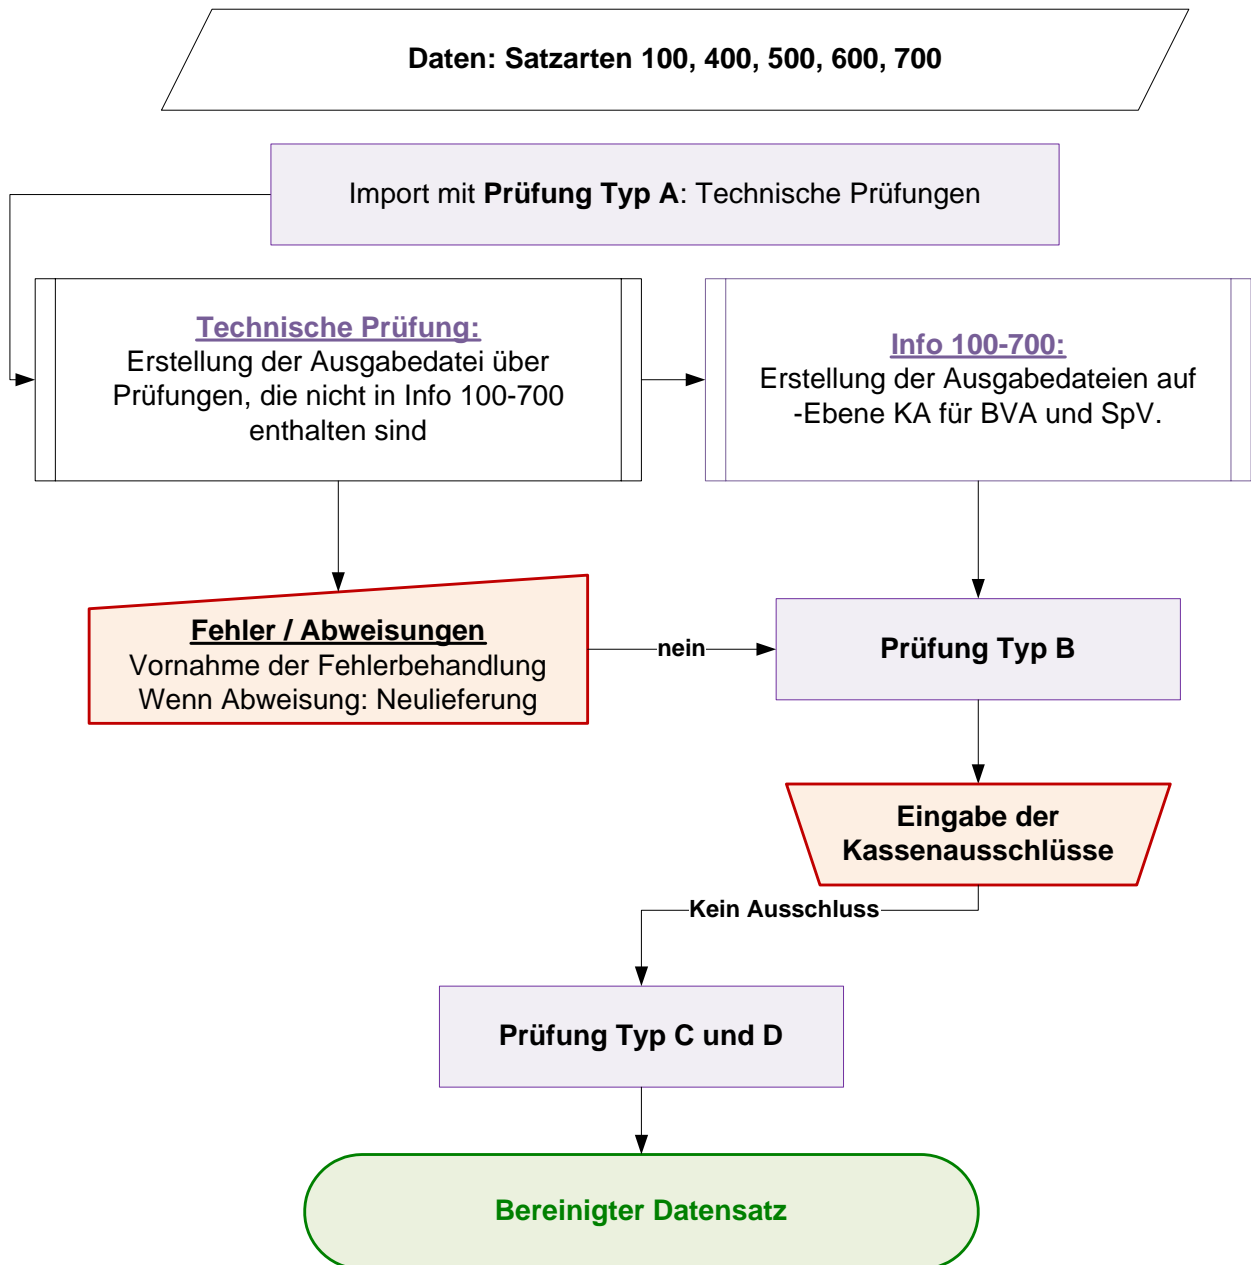 Daten: Satzarten 100, 400, 500, 600, 700
Import mit Prüfung Typ A: Technische Prüfungen
Technische Prüfung:
Erstellung der Ausgabedatei über
Prüfungen, die nicht in Info 100-700
enthalten sind
Info 100-700:
Erstellung der Ausgabedateien auf
-Ebene KA für BVA und SpV.
Fehler / Abweisungen
Vornahme der Fehlerbehandlung
Wenn Abweisung: Neulieferung
nein
Prüfung Typ B
Eingabe der
Kassenausschlüsse
Kein Ausschluss
Prüfung Typ C und D
Bereinigter Datensatz